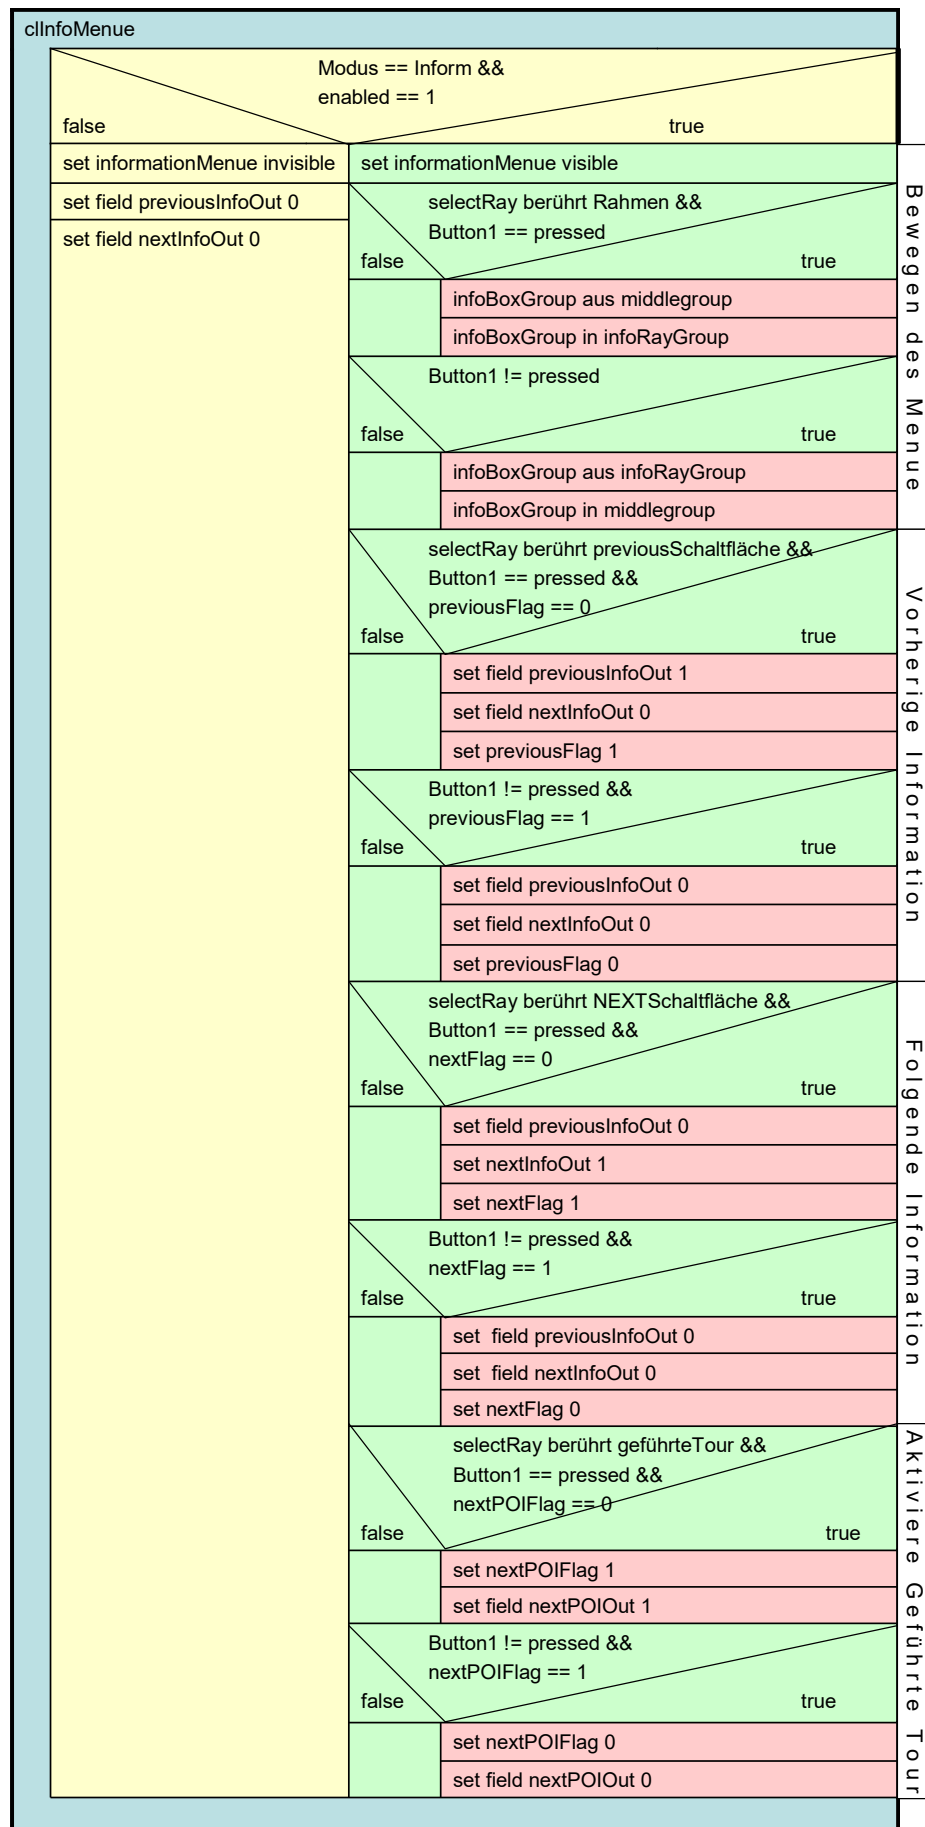 clInfoMenue
Modus == Inform &&
enabled == 1
false
true
set informationMenue invisible
set field previousInfoOut 0
set field nextInfoOut 0
set informationMenue visible
selectRay berührt Rahmen &&
Button1 == pressed
false
true
infoBoxGroup aus middlegroup
infoBoxGroup in infoRayGroup
Button1 != pressed
false
true
infoBoxGroup aus infoRayGroup
infoBoxGroup in middlegroup
Bewegen des Menue
selectRay berührt previousSchaltfläche &&
Button1 == pressed &&
previousFlag == 0
false
true
set field previousInfoOut 1
set field nextInfoOut 0
set previousFlag 1
Button1 != pressed &&
previousFlag == 1
false
true
set field previousInfoOut 0
set field nextInfoOut 0
set previousFlag 0
Vorherige Information
selectRay berührt NEXTSchaltfläche &&
Button1 == pressed &&
nextFlag == 0
false
true
set field previousInfoOut 0
set nextInfoOut 1
set nextFlag 1
Button1 != pressed &&
nextFlag == 1
false
true
set  field previousInfoOut 0
set  field nextInfoOut 0
set nextFlag 0
Folgende Information
selectRay berührt geführteTour &&
Button1 == pressed &&
nextPOIFlag == 0
false
true
set nextPOIFlag 1
set field nextPOIOut 1
Button1 != pressed &&
nextPOIFlag == 1
false
true
set nextPOIFlag 0
set field nextPOIOut 0
Aktiviere Geführte Tour